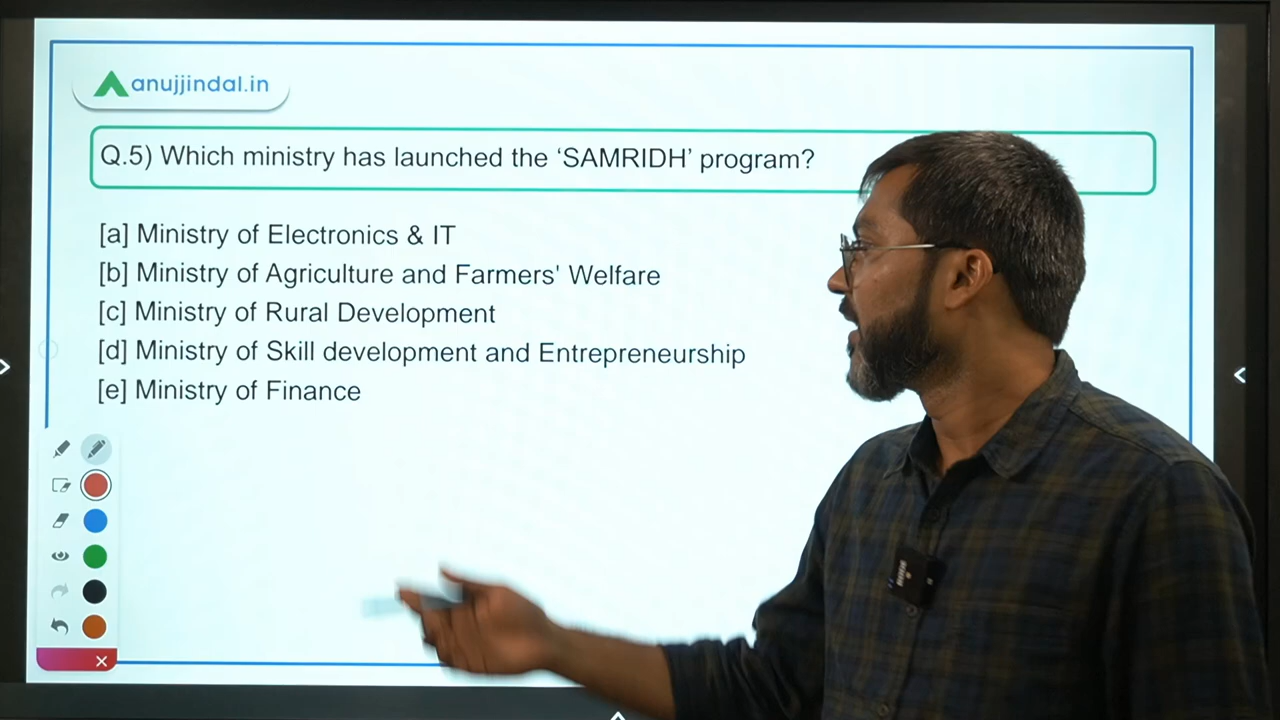 anujjindal.in
Q.5) Which ministry has launched the ‘SAMRIDH’ program?
[a] Ministry of Electronics & IT
[b] Ministry of Agriculture and Farmers' Welfare
[c] Ministry of Rural Development
[d] Ministry of Skill development and Entrepreneurship
[e] Ministry of Finance